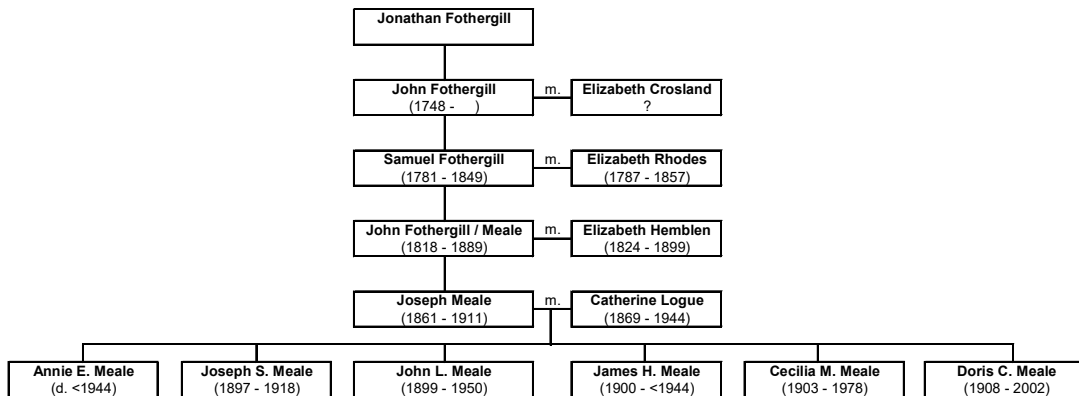 Jonathan Fothergill
John Fothergill
(1748 -    )
m.
Elizabeth Crosland
?
Samuel Fothergill
(1781 - 1849)
m.
Elizabeth Rhodes
(1787 - 1857)
John Fothergill / Meale
(1818 - 1889)
m.
Elizabeth Hemblen
(1824 - 1899)
Joseph Meale
(1861 - 1911)
m.
Catherine Logue
(1869 - 1944)
Annie E. Meale
(d. <1944)
Joseph S. Meale
(1897 - 1918)
John L. Meale
(1899 - 1950)
James H. Meale
(1900 - <1944)
Cecilia M. Meale
(1903 - 1978)
Doris C. Meale
(1908 - 2002)